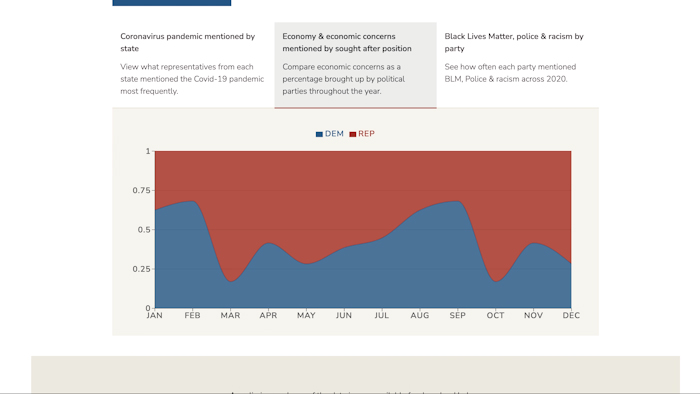 Coronavirus pandemic mentioned by
state
View what representatives from each
state mentioned the Covid-19 pandemic
most frequently.
Economy & economic concerns
mentioned by sought after position
Compare economic concerns as a
percentage brought up by political
parties throughout the year.
Black Lives Matter, police & racism by
party
See how often each party mentioned
BLM, Police & racism across 2020.
DEM REP
1
0.75
0.5
0.25
0
JAN FEB MAR APR MAY JUN JUL AUG SEP OCT NOV DEC